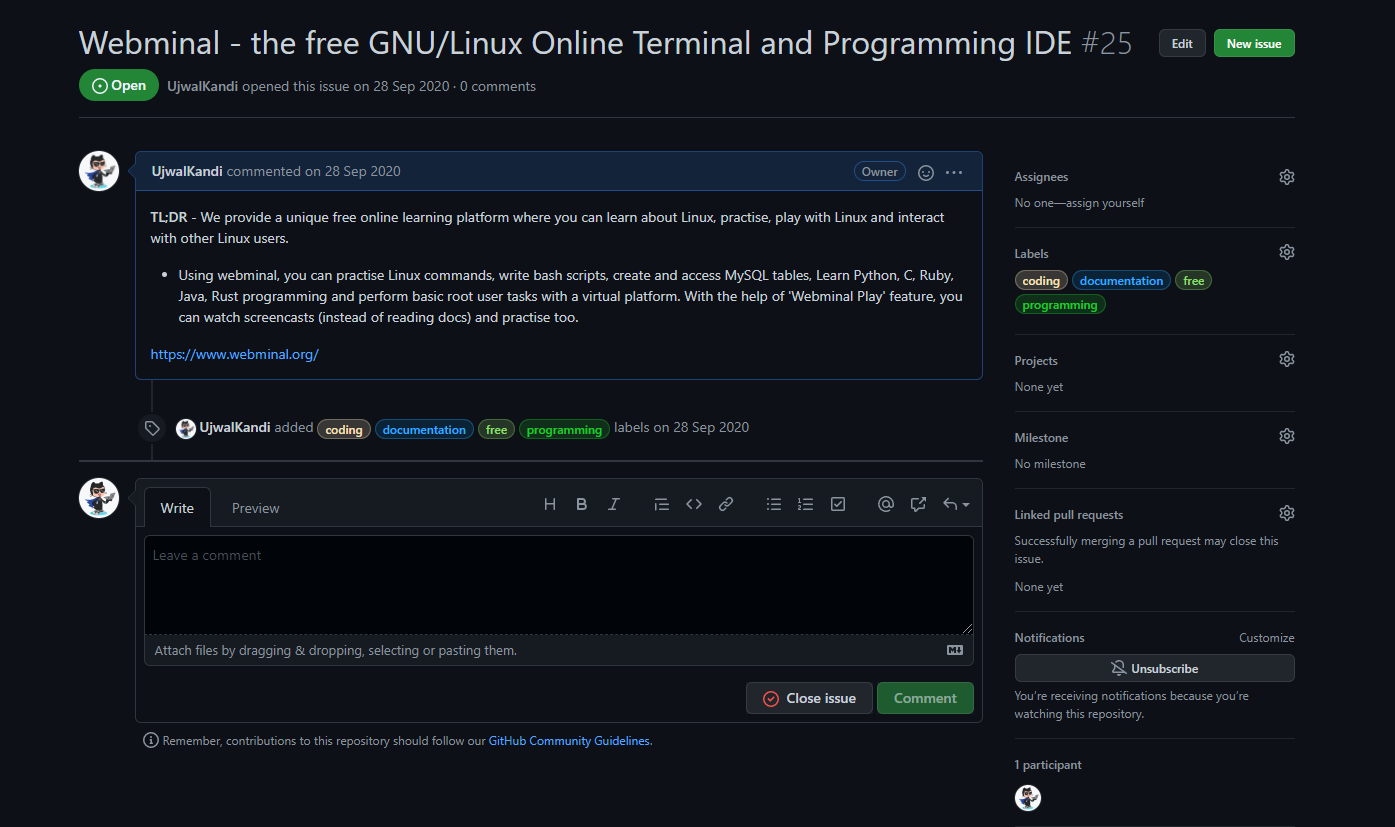 Webminal - the free GNU/Linux Online Terminal and Programming IDE #25
Edit
New issue
Open
UjwalKandi opened this issue on 28 Sep 2020 · 0 comments
UjwalKandi commented on 28 Sep 2020
Owner
TL;DR - We provide a unique free online learning platform where you can learn about Linux, practise, play with Linux and interact
with other Linux users.
• Using webminal, you can practise Linux commands, write bash scripts, create and access MySQL tables, Learn Python, C, Ruby,
Java, Rust programming and perform basic root user tasks with a virtual platform. With the help of 'Webminal Play' feature, you
can watch screencasts (instead of reading docs) and practise too.
https://www.webminal.org/
UjwalKandi added coding documentation free programming labels on 28 Sep 2020
Write
Preview
Leave a comment
Attach files by dragging & dropping, selecting or pasting them.
Close issue
Comment
Remember, contributions to this repository should follow our GitHub Community Guidelines.
Assignees
No one—assign yourself
Labels
coding documentation free
programming
Projects
None yet
Milestone
No milestone
Linked pull requests
Successfully merging a pull request may close this
issue.
None yet
Notifications
Customize
Unsubscribe
You're receiving notifications because you're
watching this repository.
1 participant